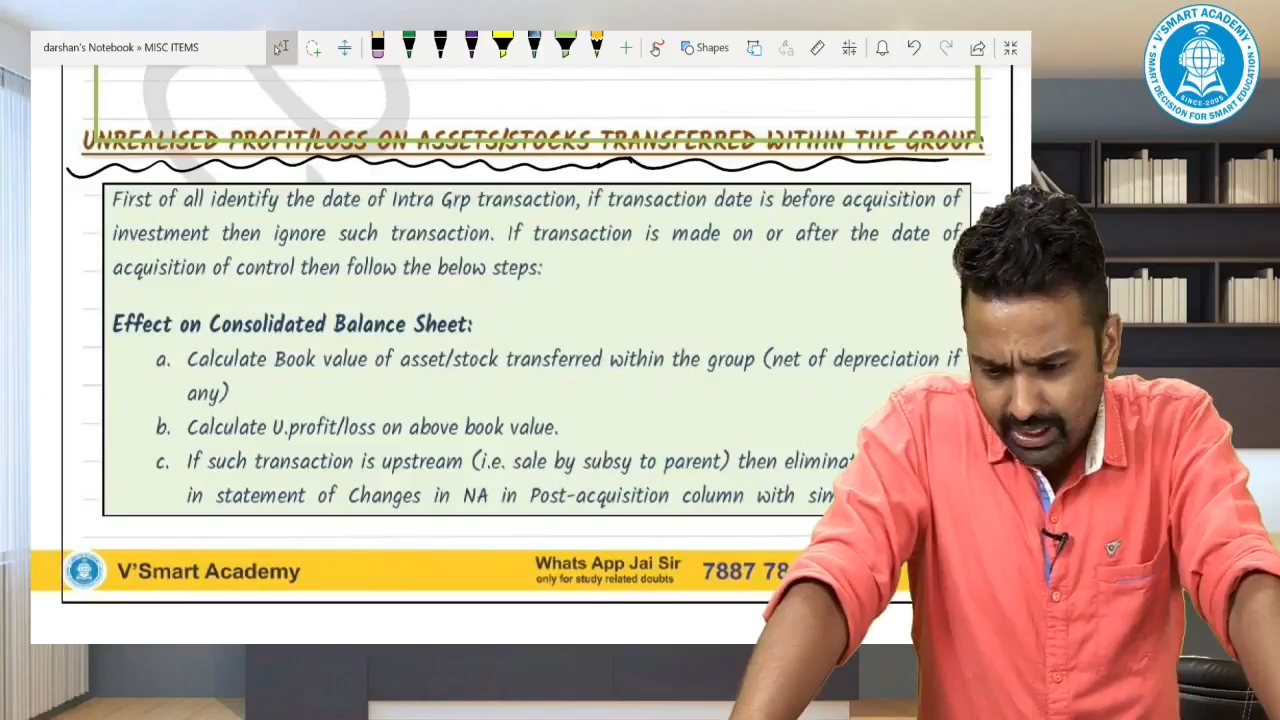 darshan's Notebook » MISC ITEMS
Shapes
V'SMART ACADEMY
SMART DECISION FOR SMART EDUCATION
SINCE-2005
UNREALISED PROFIT/LOSS ON ASSETS/STOCKS TRANSFERRED WITHIN THE GROUP.
First of all identify the date of Intra Grp transaction, if transaction date is before acquisition of
investment then ignore such transaction. If transaction is made on or after the date of
acquisition of control then follow the below steps:
Effect on Consolidated Balance Sheet:
a. Calculate Book value of asset/stock transferred within the group (net of depreciation if
any)
b. Calculate U.profit/loss on above book value.
c. If such transaction is upstream (i.e. sale by subsy to parent) then
in statement of Changes in NA in Post-acquisition column with
V'Smart Academy
Whats App Jai Sir
only for study related doubts
7887 78